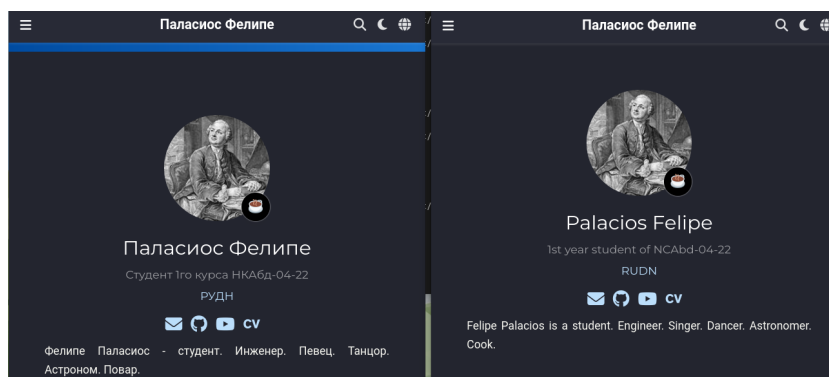 Паласиос Фелипе
Паласиос Фелипе
Студент 1го курса НКАбд-04-22
РУДН
CV
Фелипе Паласиос - студент. Инженер. Певец. Танцор.
Астроном. Повар.
Паласиос Фелипе
Palacios Felipe
1st year student of NCAbd-04-22
RUDN
CV
Felipe Palacios is a student. Engineer. Singer. Dancer. Astronomer.
Cook.